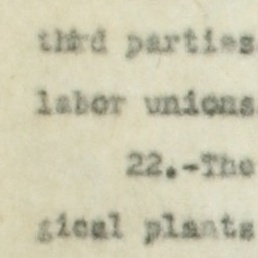 third parties
labor unions
22.-The
gical plants